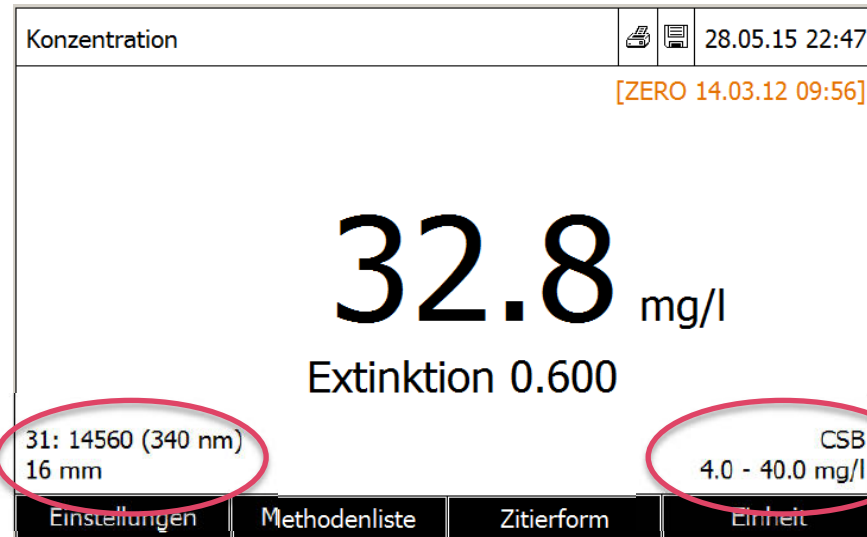 Konzentration 28.05.15 22:47
[ZERO 14.03.12 09:56]
32.8 mg/l
Extinktion 0.600
31: 14560 (340 nm) CSB
16 mm 4.0 - 40.0 mg/l
Einstellungen Methodenliste Zitierform Einheit